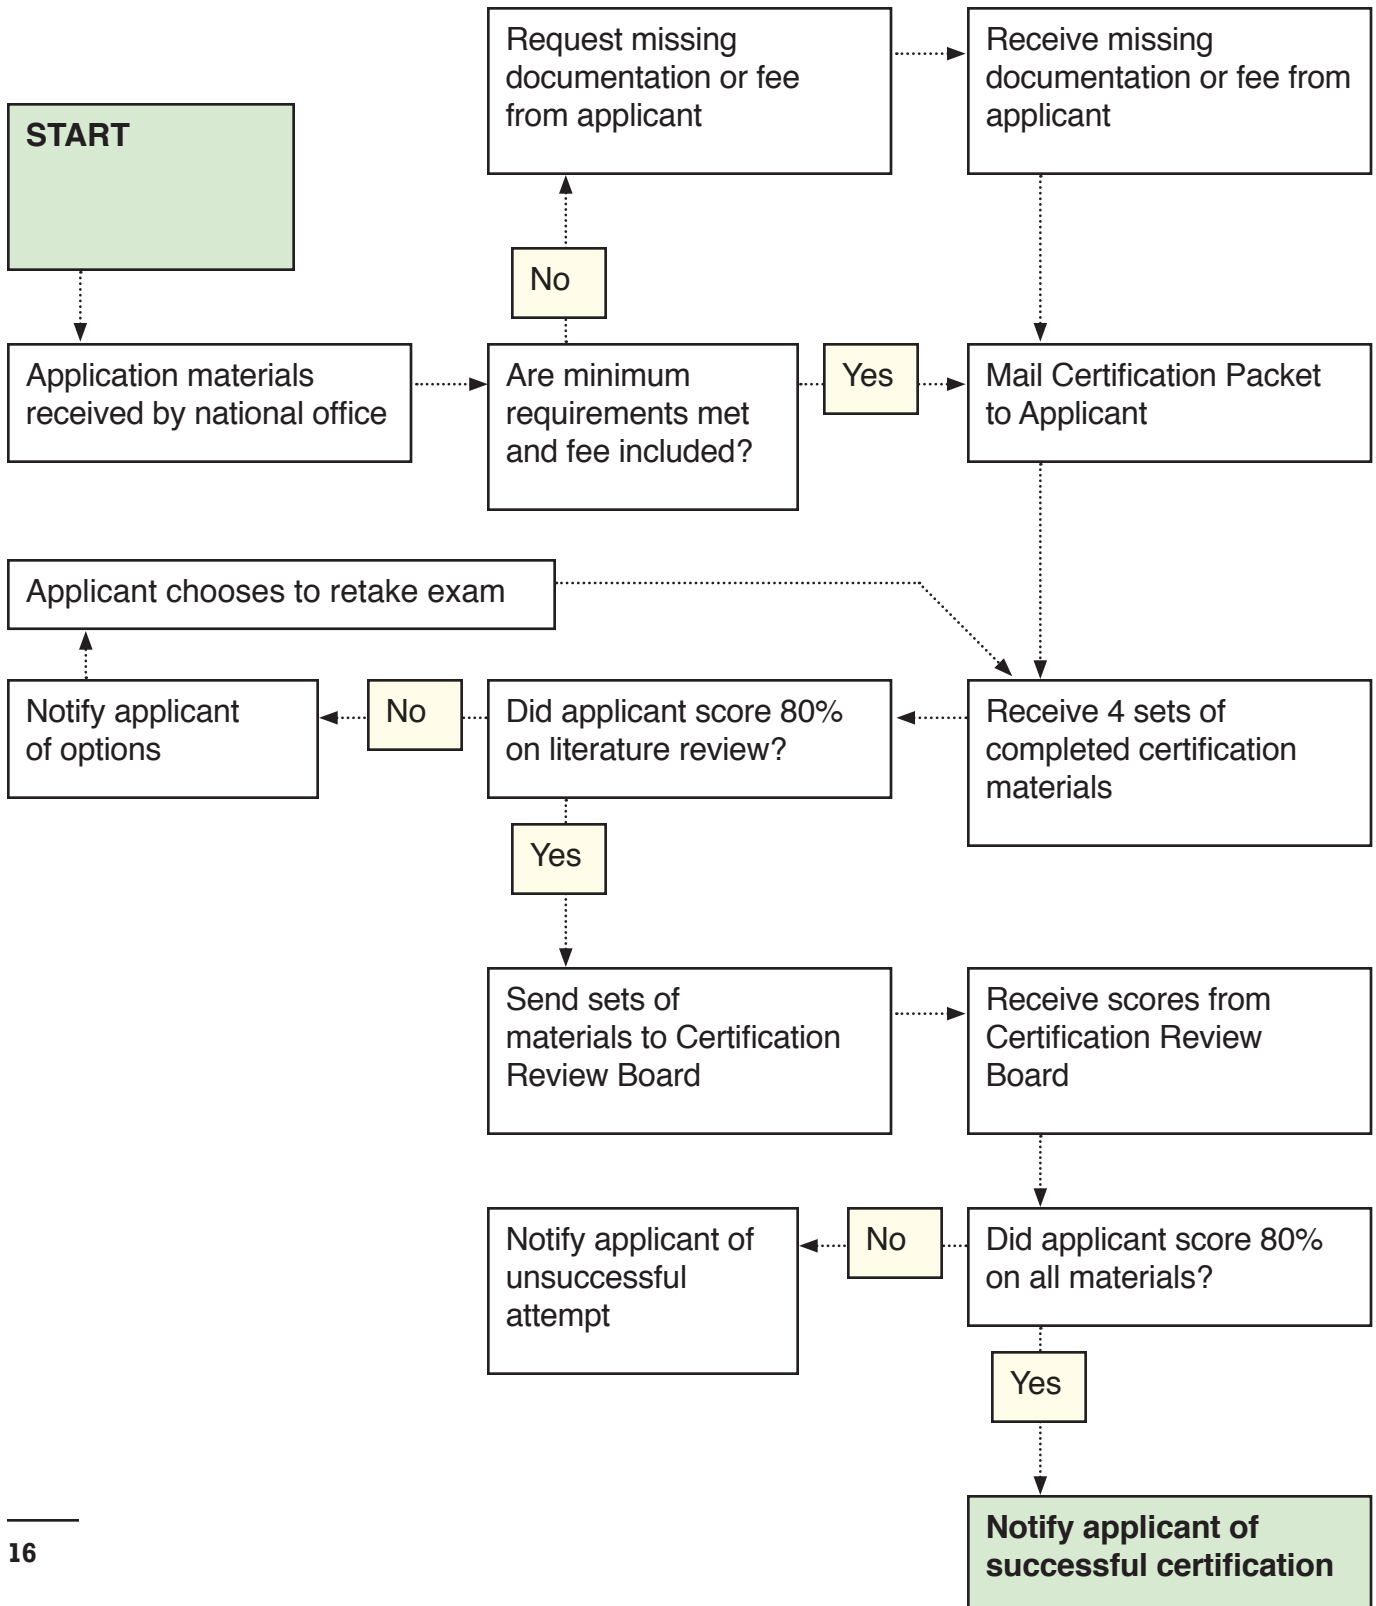 Request missing
documentation or fee
from applicant
Receive missing
documentation or fee from
applicant
START
No
Application materials
received by national office
Are minimum
requirements met
and fee included?
Yes
Mail Certification Packet
to Applicant
Applicant chooses to retake exam
Notify applicant
of options
No
Did applicant score 80%
on literature review?
Receive 4 sets of
completed certification
materials
Yes
Send sets of
materials to Certification
Review Board
Receive scores from
Certification Review
Board
Notify applicant of
unsuccessful
attempt
No
Did applicant score 80%
on all materials?
Yes
Notify applicant of
successful certification
16